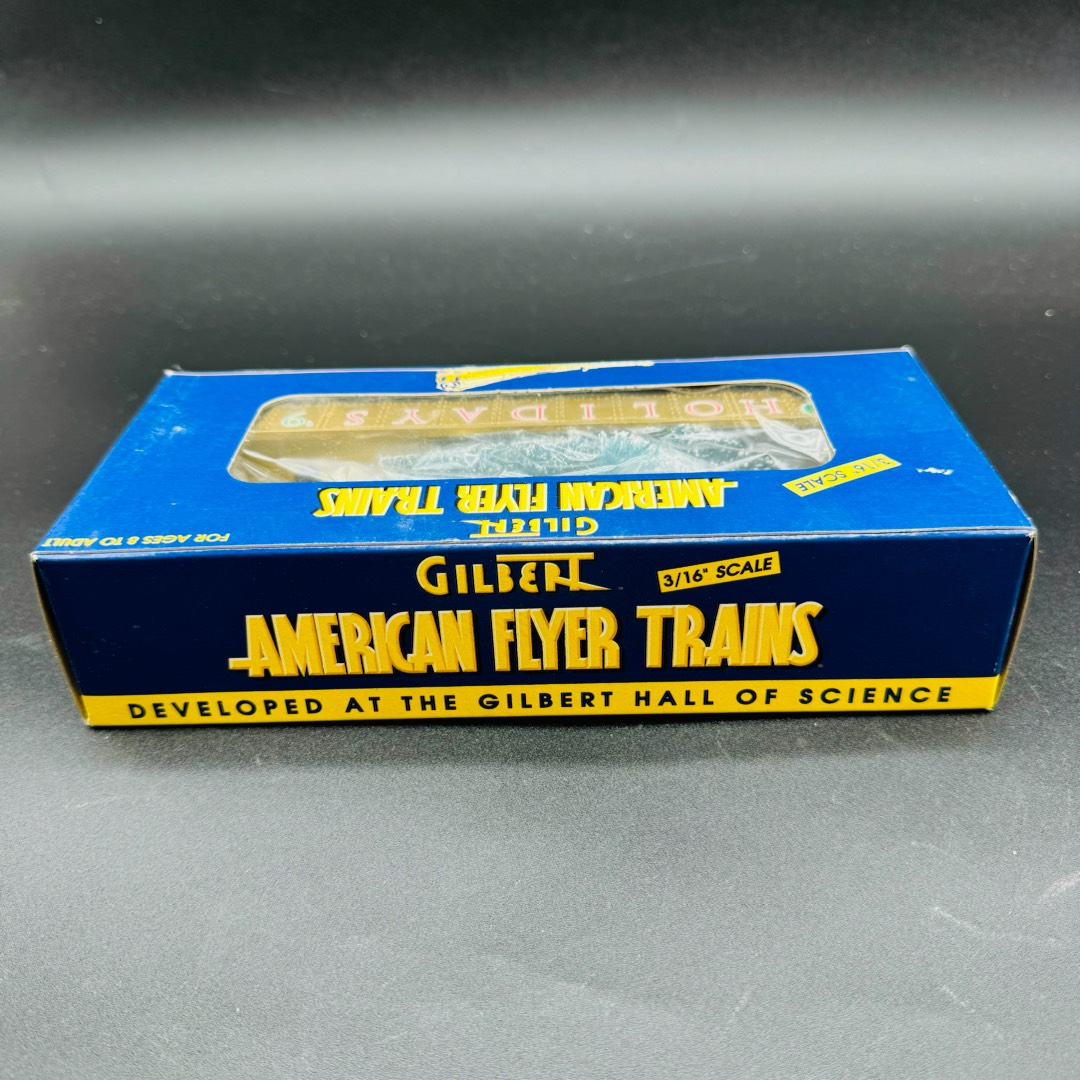 HOLIDAYS
3/16" SCALE
AMERICAN FLYER TRAINS
GILBERT
FOR AGES 8 TO ADULT
GILBERT
3/16" SCALE
AMERICAN FLYER TRAINS
DEVELOPED AT THE GILBERT HALL OF SCIENCE